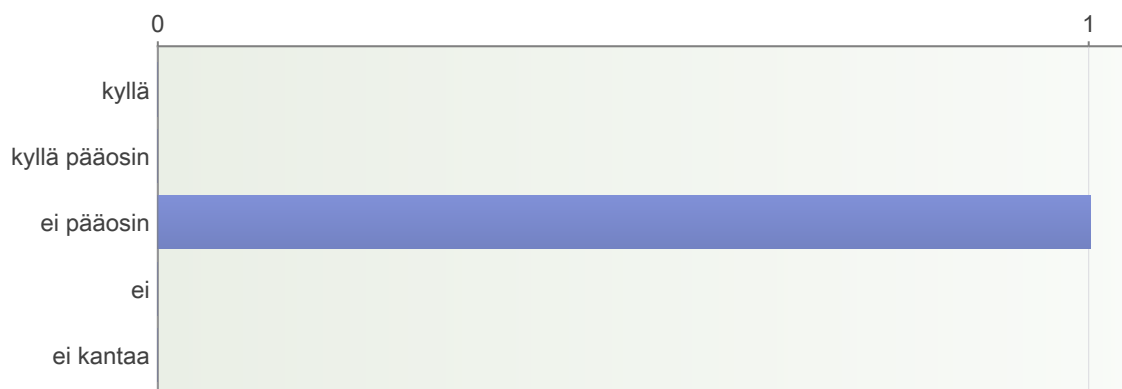 0 1
kyllä
kyllä pääosin
ei pääosin
ei
ei kantaa